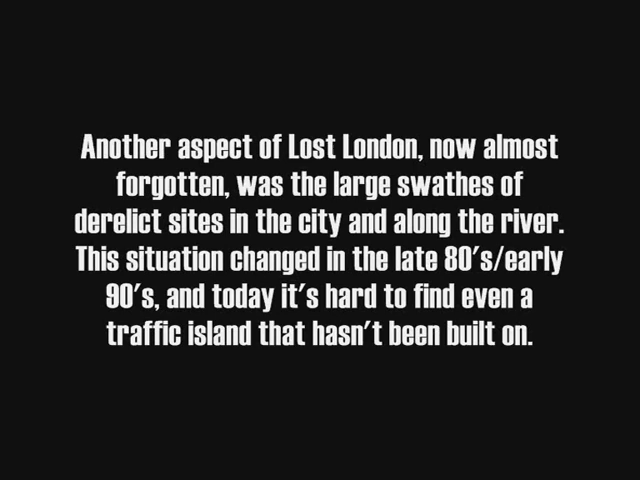 Another aspect of Lost London, now almost
forgotten, was the large swathes of
derelict sites in the city and along the river.
This situation changed in the late 80's/early
90's, and today it's hard to find even a
traffic island that hasn't been built on.